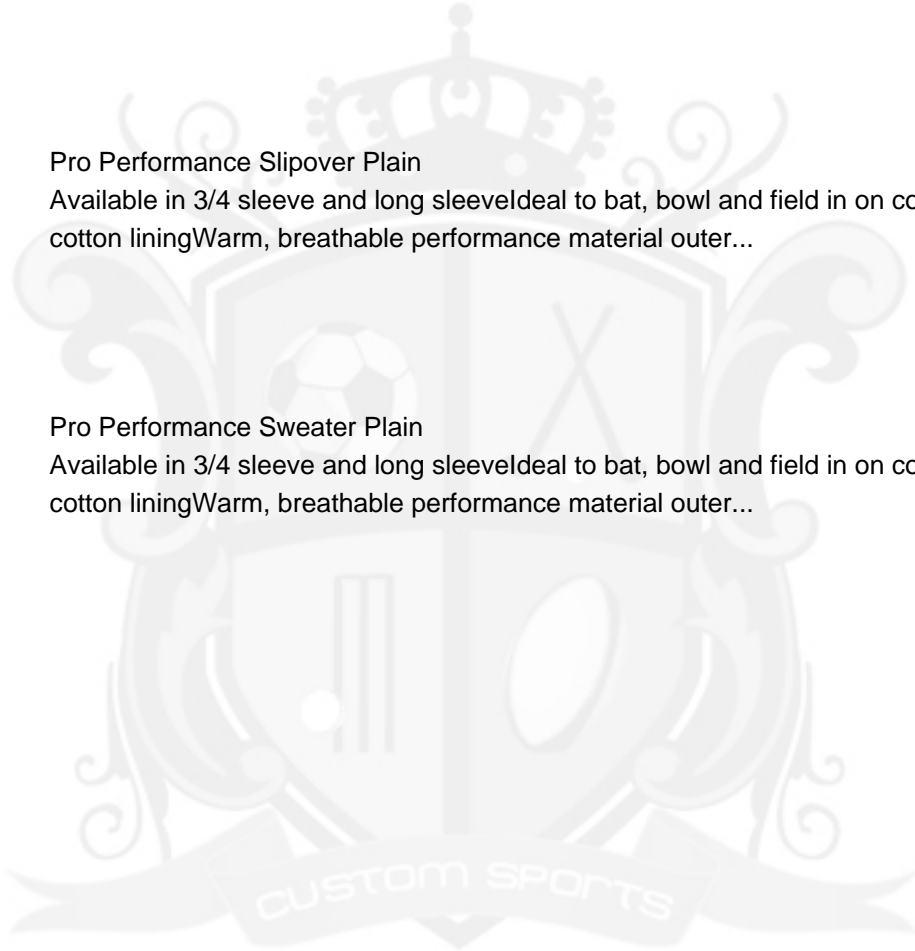 Pro Performance Slipover Plain
Available in 3/4 sleeve and long sleeveIdeal to bat, bowl and field in on co
cotton liningWarm, breathable performance material outer...
Pro Performance Sweater Plain
Available in 3/4 sleeve and long sleeveIdeal to bat, bowl and field in on co
cotton liningWarm, breathable performance material outer...
CUSTOM SPORTS